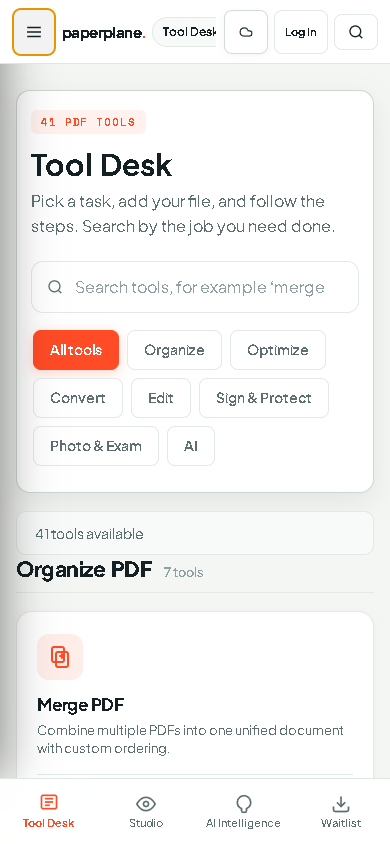 paperplane.
Tool Desk
Log In
41 PDF TOOLS
Tool Desk
Pick a task, add your file, and follow the
steps. Search by the job you need done.
Search tools, for example ‘merge
All tools
Organize
Optimize
Convert
Edit
Sign & Protect
Photo & Exam
AI
41 tools available
Organize PDF 7 tools
Merge PDF
Combine multiple PDFs into one unified document
with custom ordering.
Tool Desk
Studio
AI Intelligence
Waitlist